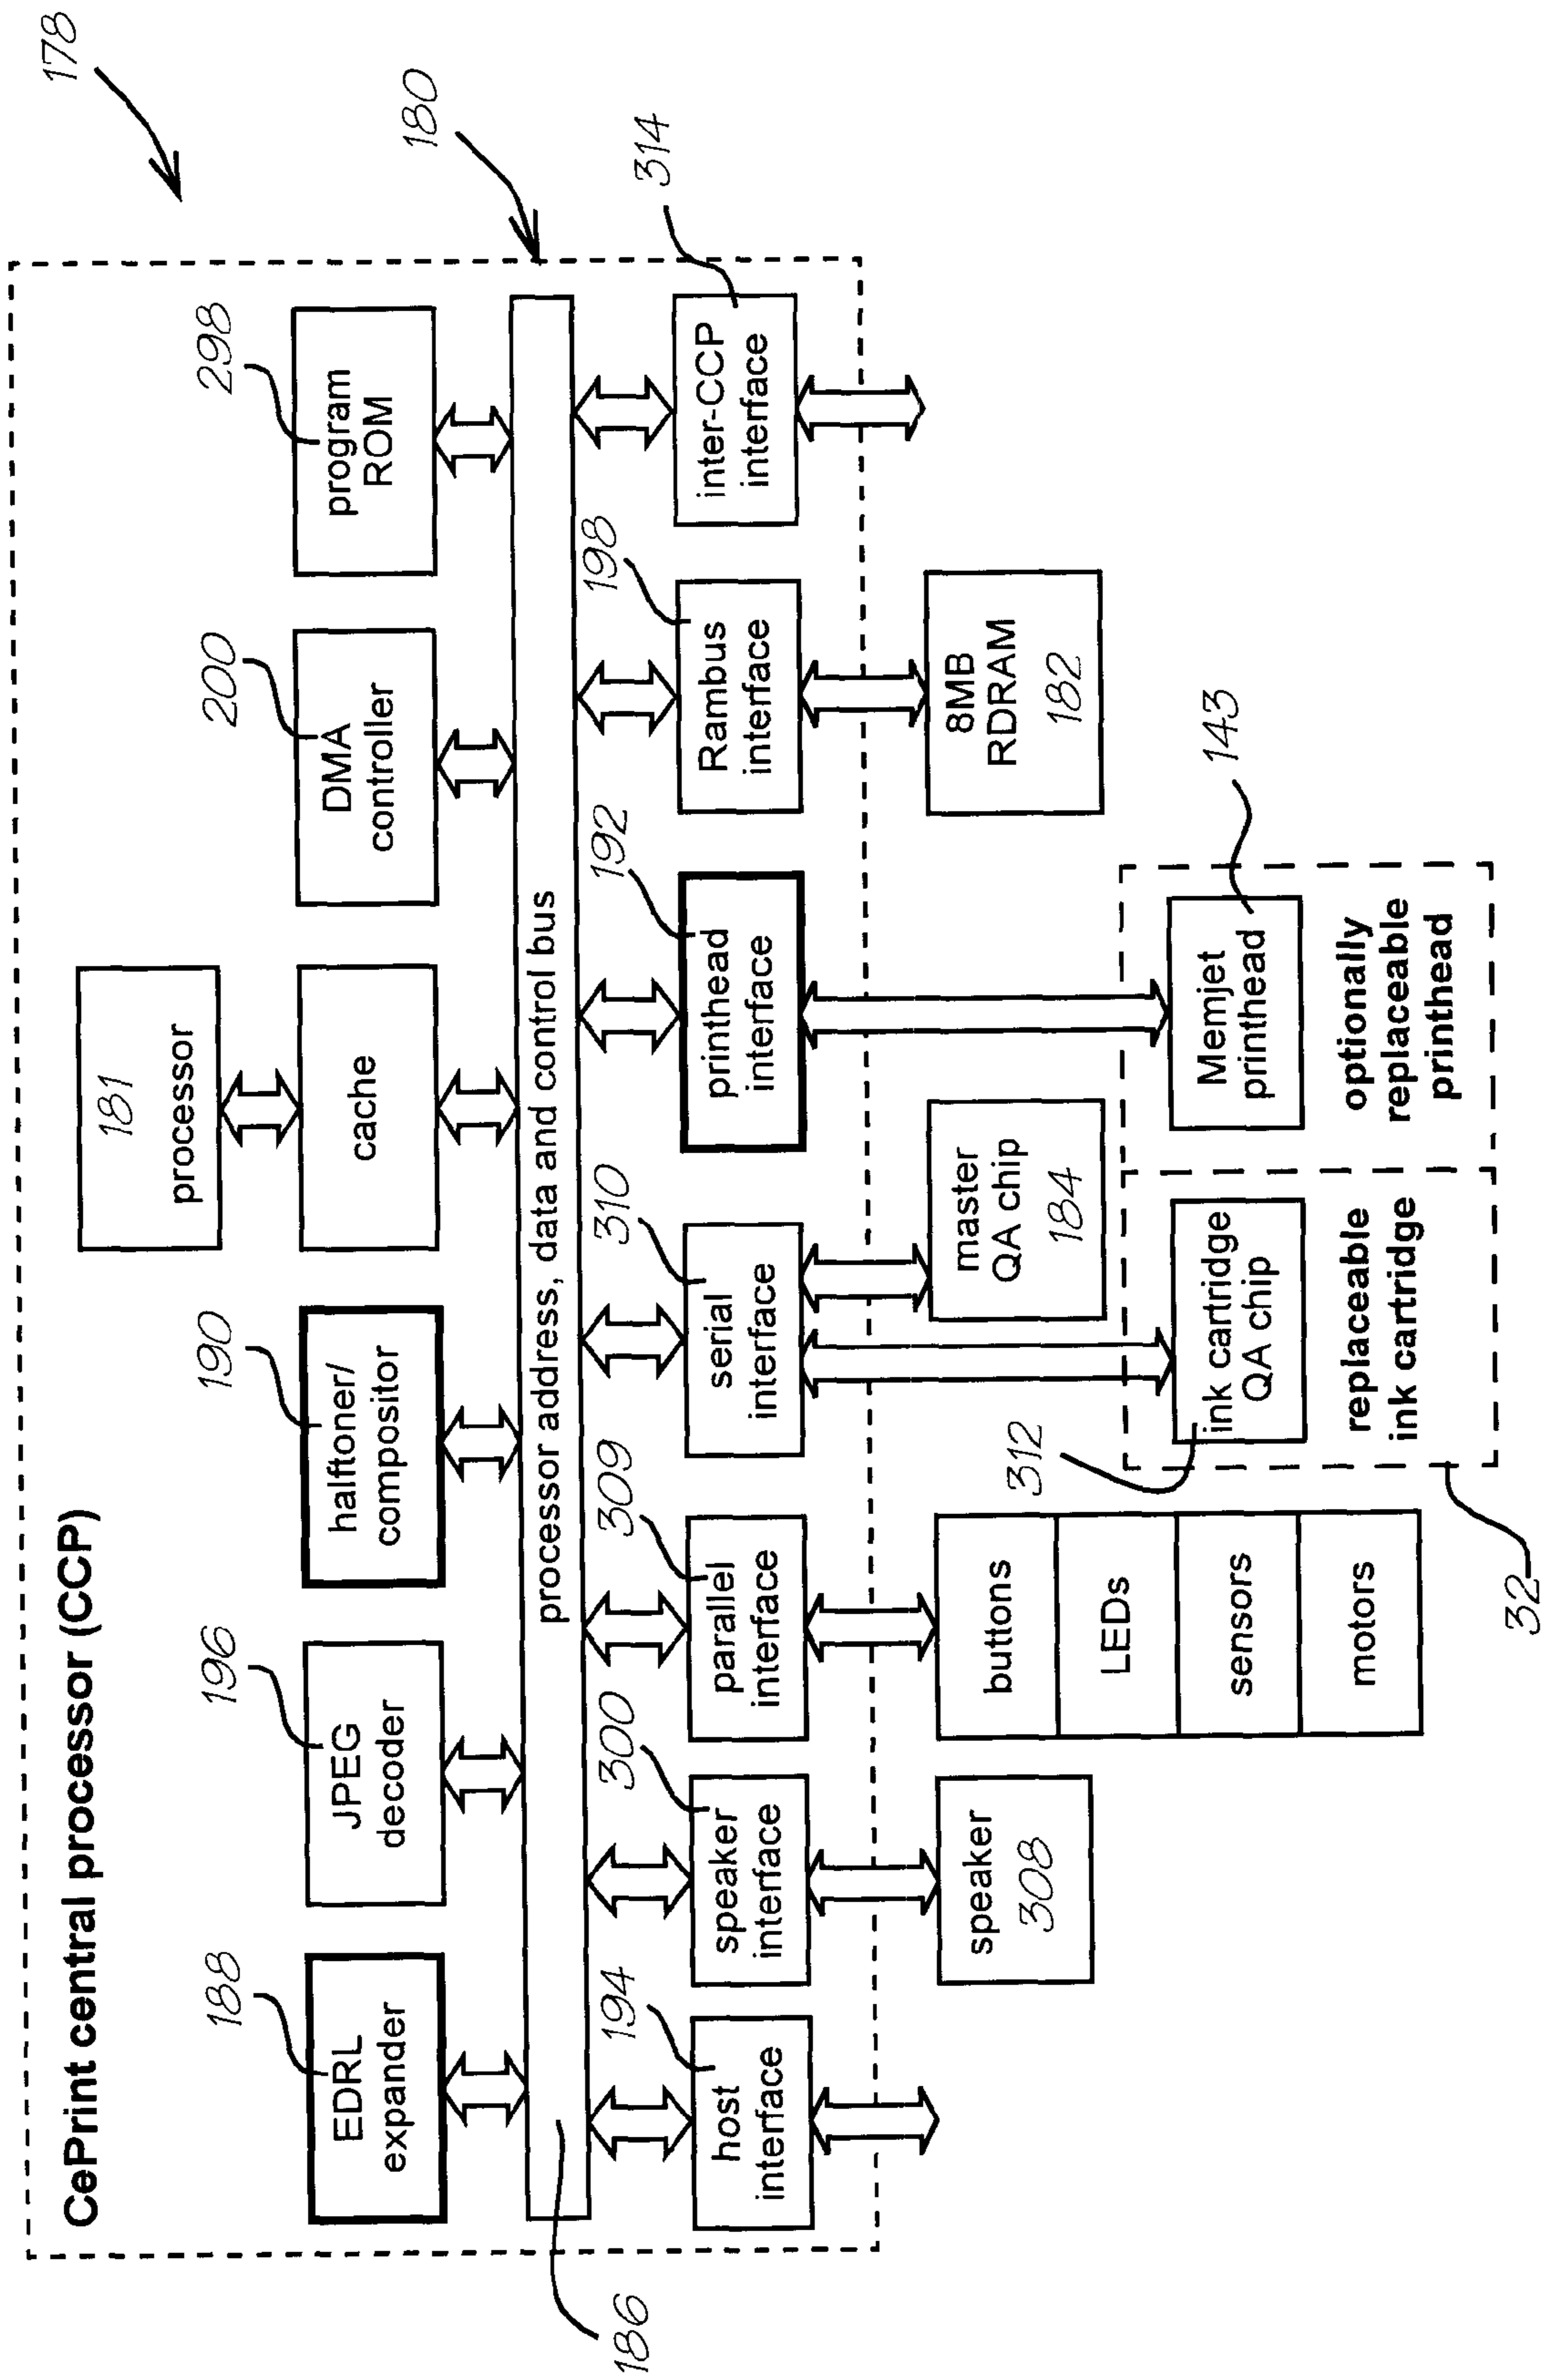 178
CePrint central processor (CCP)
180
181
processor
188
EDRL
expander
196
JPEG
decoder
190
halftoner/
compositor
cache
200
DMA
controller
298
program
ROM
processor address, data and control bus
186
194
host
interface
300
speaker
interface
309
parallel
interface
310
serial
interface
192
printhead
interface
198
Rambus
interface
314
inter-CCP
interface
speaker
308
buttons
LEDs
sensors
motors
master
QA chip
184
8MB
RDRAM
182
312
ink cartridge
QA chip
replaceable
ink cartridge
32
143
Memjet
printhead
optionally
replaceable
printhead